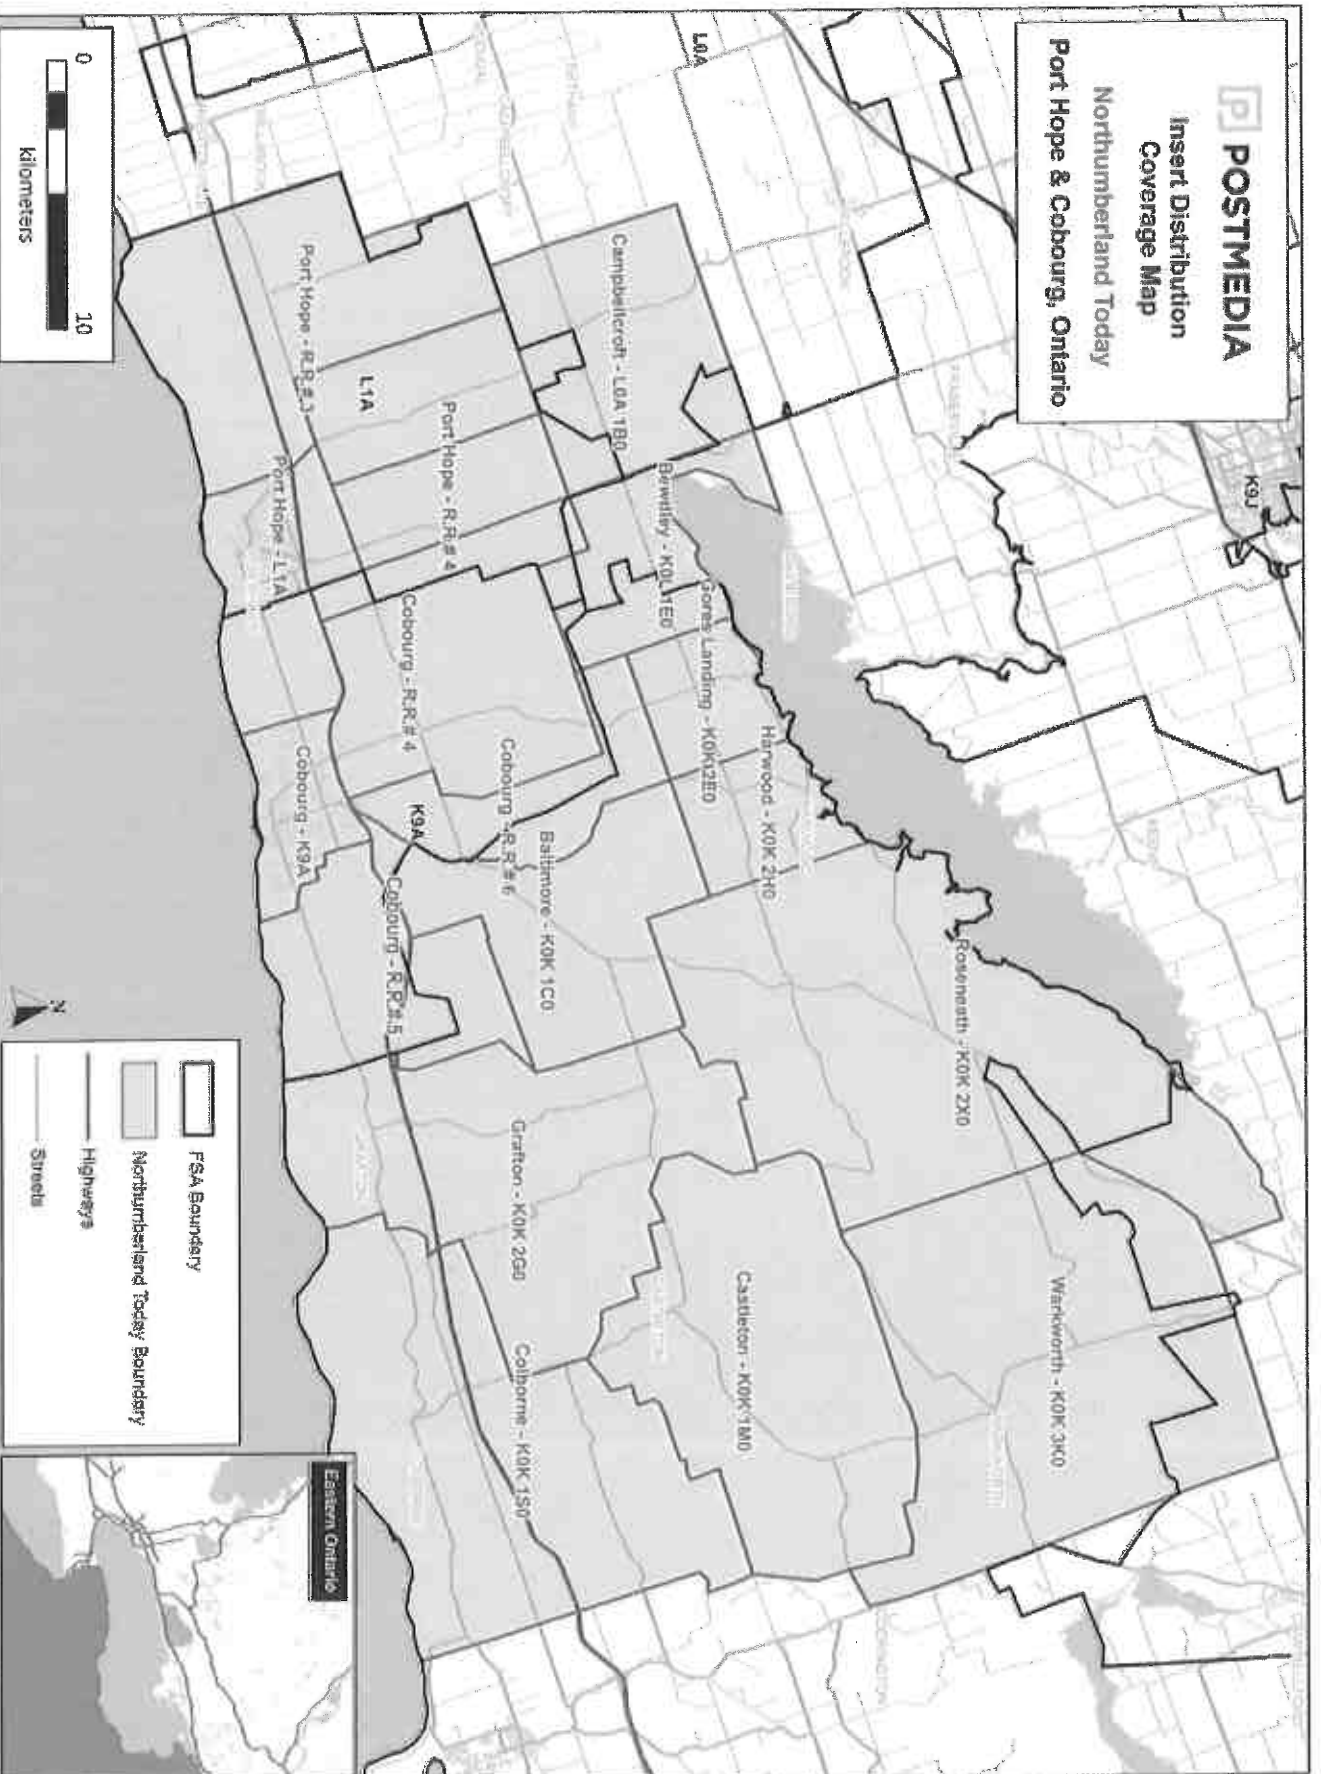 POSTMEDIA
Insert Distribution
Coverage Map
Northumberland Today
Port Hope & Cobourg, Ontario
L0A
K9J
Campbellcroft - L0A 1B0
Bewdley - K0L 1E0
Gores Landing - K0K 2E0
Harwood - K0K 2H0
Roseneath - K0K 2X0
Warkworth - K0K 3K0
Castleton - K0K 1M0
Port Hope - R.R.# 3
L1A
Port Hope - R.R.# 4
Port Hope - L1A
Cobourg - R.R.# 4
Cobourg - R.R.# 6
Baltimore - K0K 1C0
K9A
Cobourg - K9A
Cobourg - R.R.# 5
Grafton - K0K 2G0
Colborne - K0K 1S0
0 10
kilometers
N
FSA Boundary
Northumberland Today Boundary
Highways
Streets
Eastern Ontario